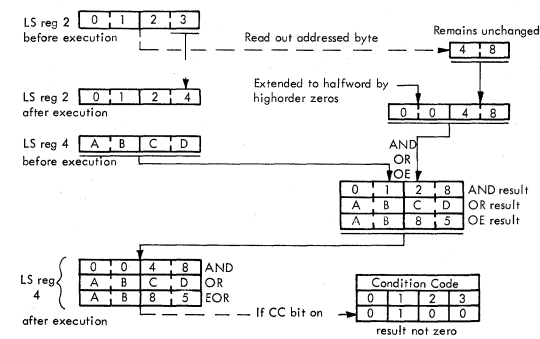 LS reg 2
before execution
0 1 2 3
Read out addressed byte
Remains unchanged
4 8
Extended to halfword by
highorder zeros
LS reg 2
after execution
0 1 2 4
0 0 4 8
LS reg 4
before execution
A B C D
AND
OR
OE
0 1 2 8 AND result
A B C D OR result
A B 8 5 OE result
LS reg
4
after execution
0 0 4 8 AND
A B C D OR
A B 8 5 EOR
If CC bit on
Condition Code
0 1 2 3
0 1 0 0
result not zero